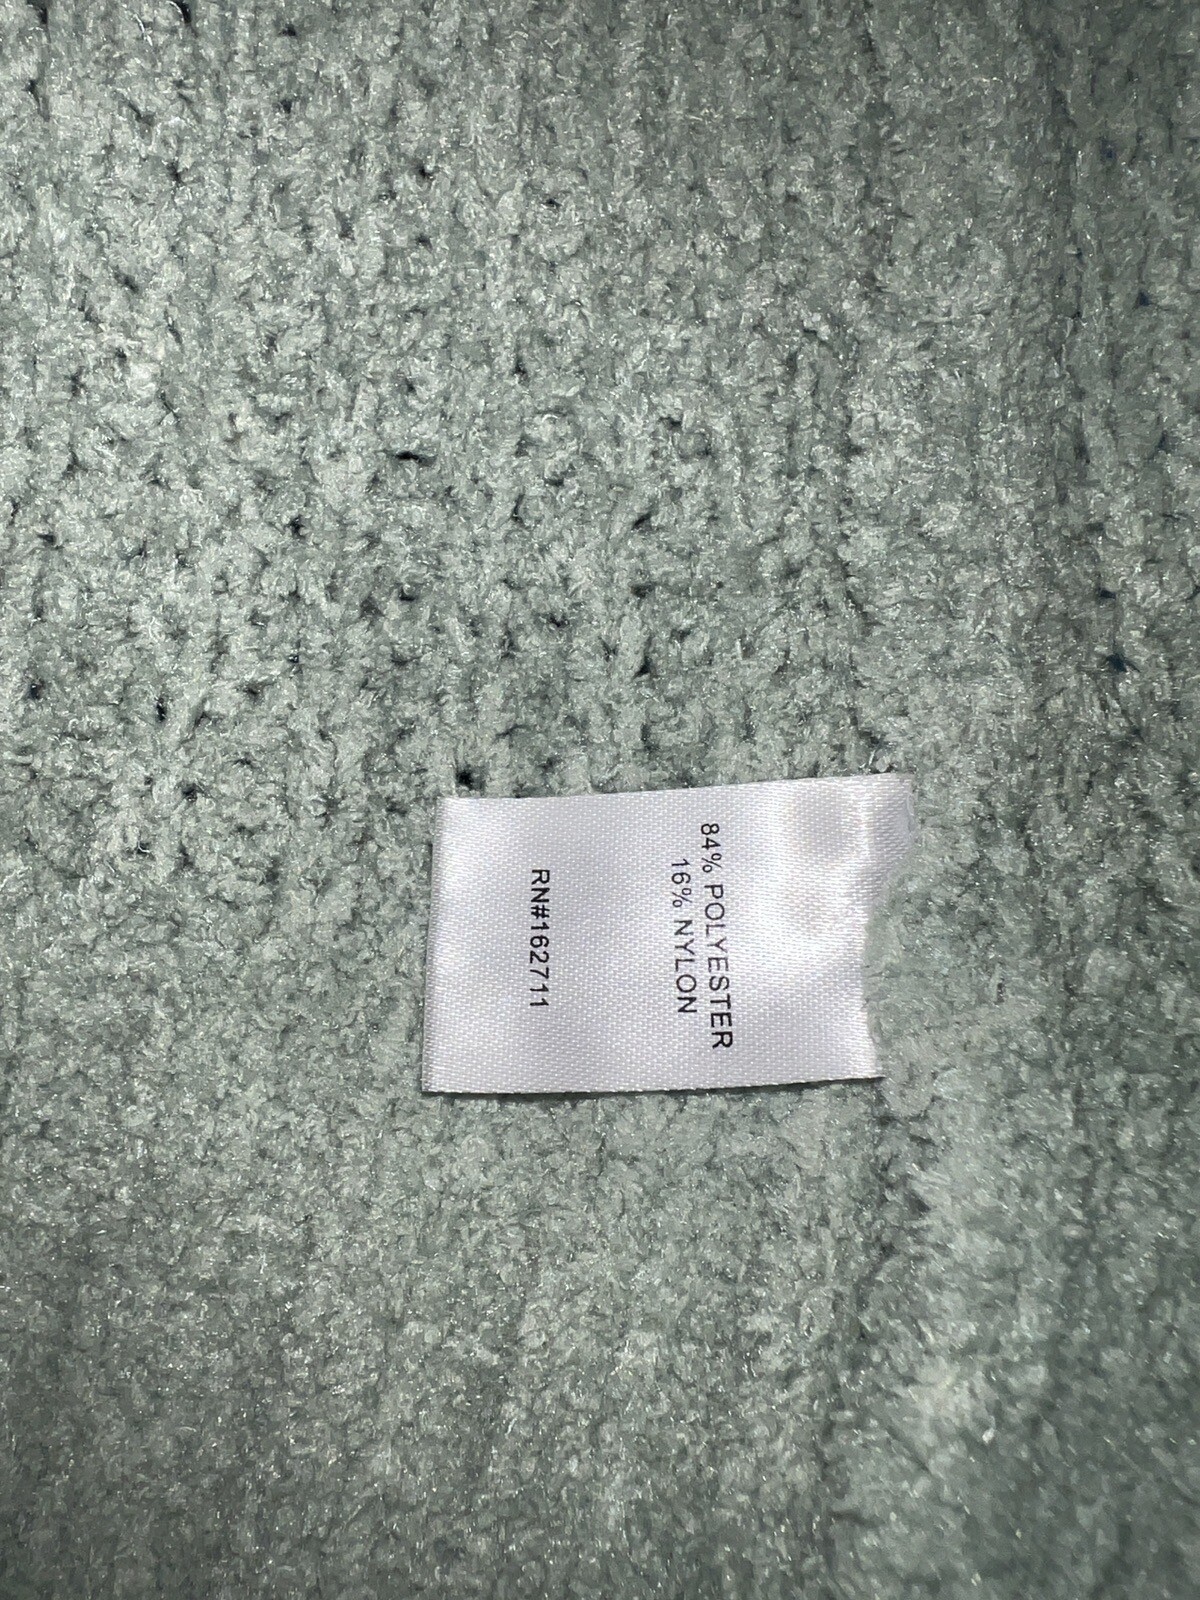 84% POLYESTER
16% NYLON
RN#162711